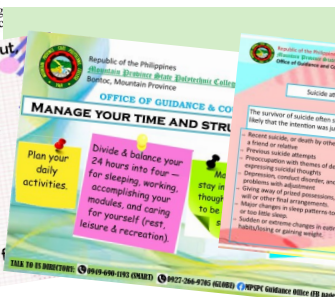 ut,
Republic of the Philippines
Mountain Province State Polytechnic Colleg
Bontoc, Mountain Province
OFFICE OF GUIDANCE & CO
MANAGE YOUR TIME AND STRU
Plan your
daily
activities.
Divide & balance your
24 hours into four —
for sleeping, working,
accomplishing your
modules, and caring
for yourself (rest,
leisure & recreation).
Ma
stay in
though
to be
s
TALK TO US DIRECTORY: 0949-690-1193 (SMART) 0927-266-9705 (GLOBE) MPSPC Guidance Office (FB page
Republic of the Philippines
Mountain Province State
Office of Guidance and Co
Suicide at
The survivor of suicide often s
likely that the intention was ju
- Recent suicide, or death by othe
a friend or relative
- Previous suicide attempts
- Preoccupation with themes of de
expressing suicidal thoughts
- Depression, conduct disorder
problems with adjustment
- Giving away of prized possessions,
will or other final arrangements.
- Major changes in sleep patterns
or too little sleep.
- Sudden or extreme changes in eati
habits/losing or gaining weight.